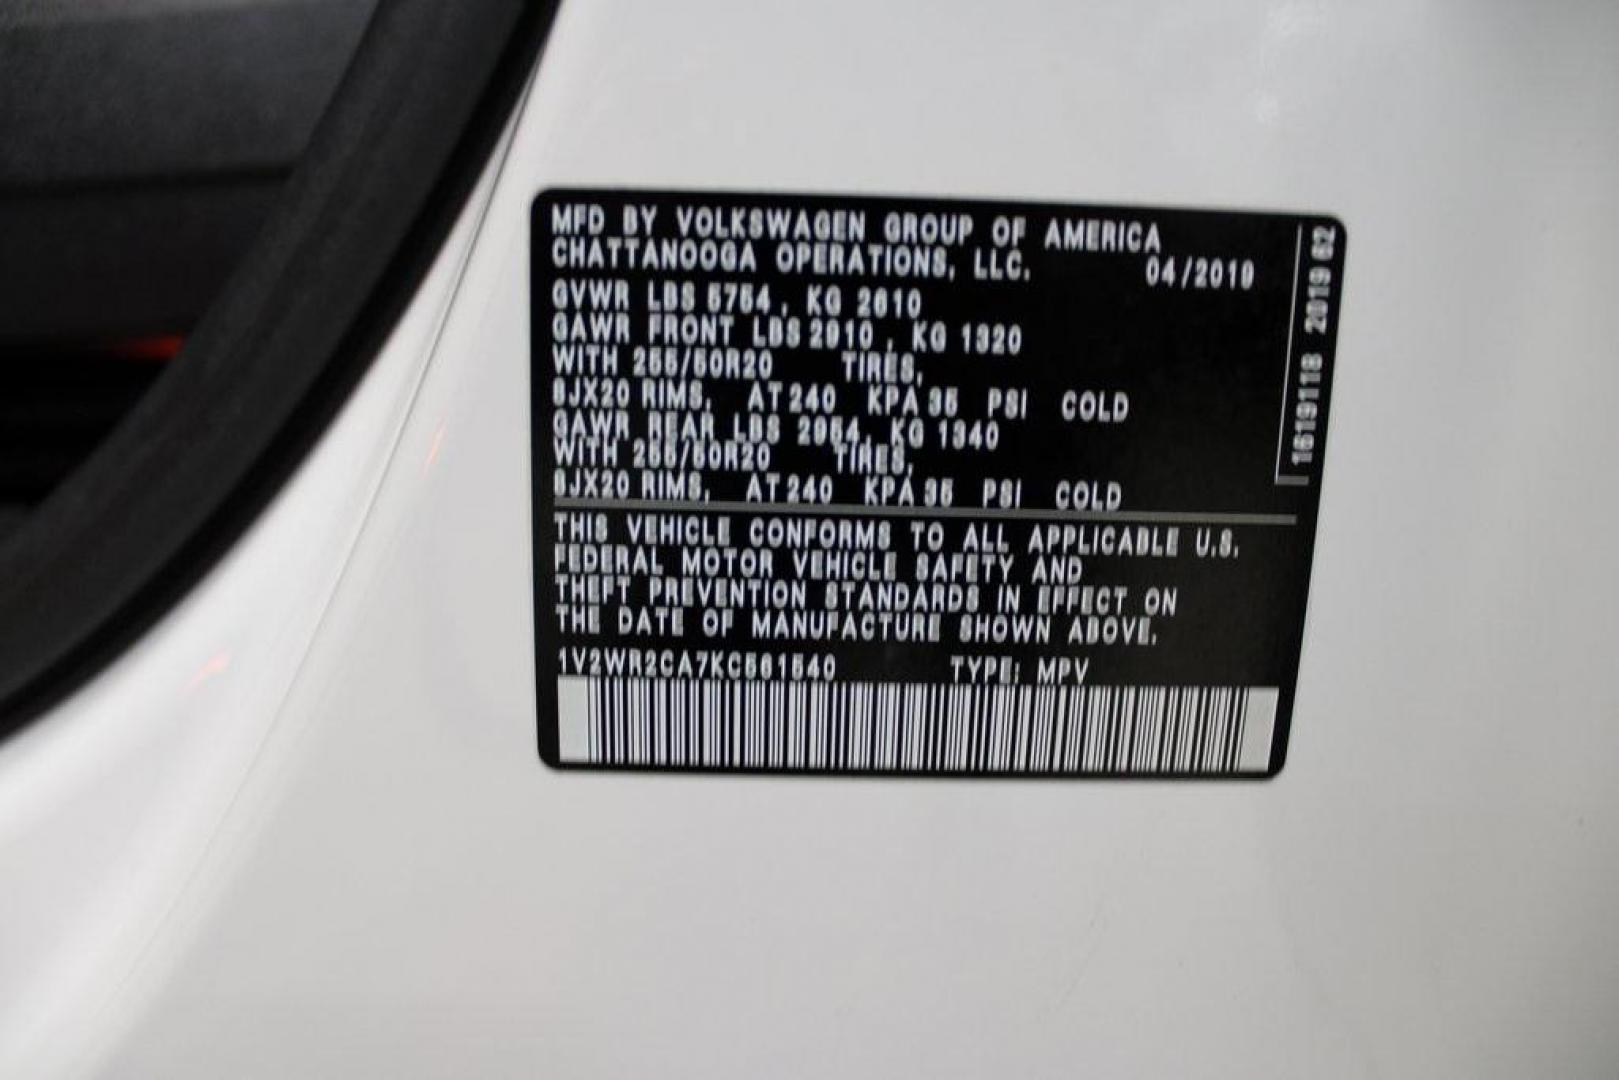 MFD BY VOLKSWAGEN GROUP OF AMERICA
CHATTANOOGA OPERATIONS, LLC. 04/2019
GVWR LBS 5754 , KG 2610
GAWR FRONT LBS 2910 , KG 1320
WITH 255/50R20 TIRES,
8JX20 RIMS, AT 240 KPA 35 PSI COLD
GAWR REAR LBS 2954, KG 1340
WITH 255/50R20 TIRES,
8JX20 RIMS, AT 240 KPA 35 PSI COLD
THIS VEHICLE CONFORMS TO ALL APPLICABLE U.S.
FEDERAL MOTOR VEHICLE SAFETY AND
THEFT PREVENTION STANDARDS IN EFFECT ON
THE DATE OF MANUFACTURE SHOWN ABOVE.
1V2WR2CA7KC561540 TYPE: MPV
2019 62